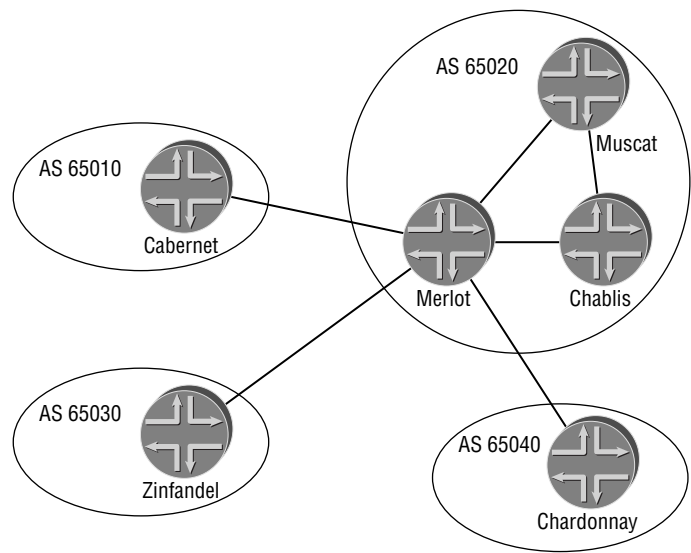 AS 65020
Muscat
AS 65010
Cabernet
Merlot
Chablis
AS 65030
Zinfandel
AS 65040
Chardonnay